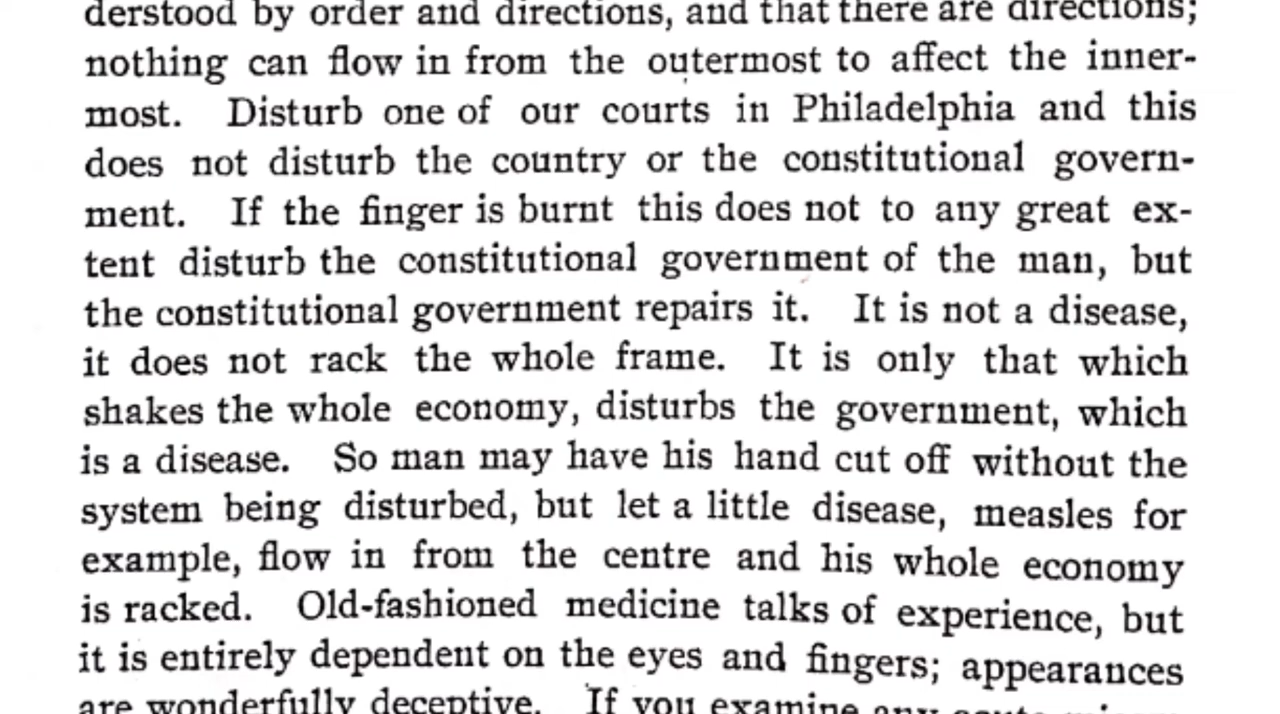 derstood by order and directions, and that there are directions;
nothing can flow in from the outermost to affect the inner-
most. Disturb one of our courts in Philadelphia and this
does not disturb the country or the constitutional govern-
ment. If the finger is burnt this does not to any great ex-
tent disturb the constitutional government of the man, but
the constitutional government repairs it. It is not a disease,
it does not rack the whole frame. It is only that which
shakes the whole economy, disturbs the government, which
is a disease. So man may have his hand cut off without the
system being disturbed, but let a little disease, measles for
example, flow in from the centre and his whole economy
is racked. Old-fashioned medicine talks of experience, but
it is entirely dependent on the eyes and fingers; appearances
are wonderfully deceptive. If you examine any acute